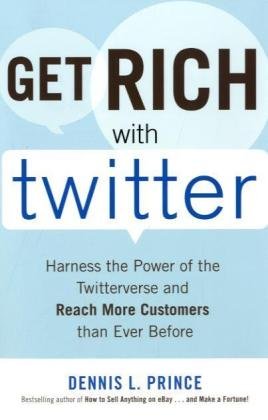 GET RICH
with
twitter
Harness the Power of the
Twitterverse and
Reach More Customers
than Ever Before
DENNIS L. PRINCE
Bestselling author of How to Sell Anything on eBay . . . and Make a Fortune!